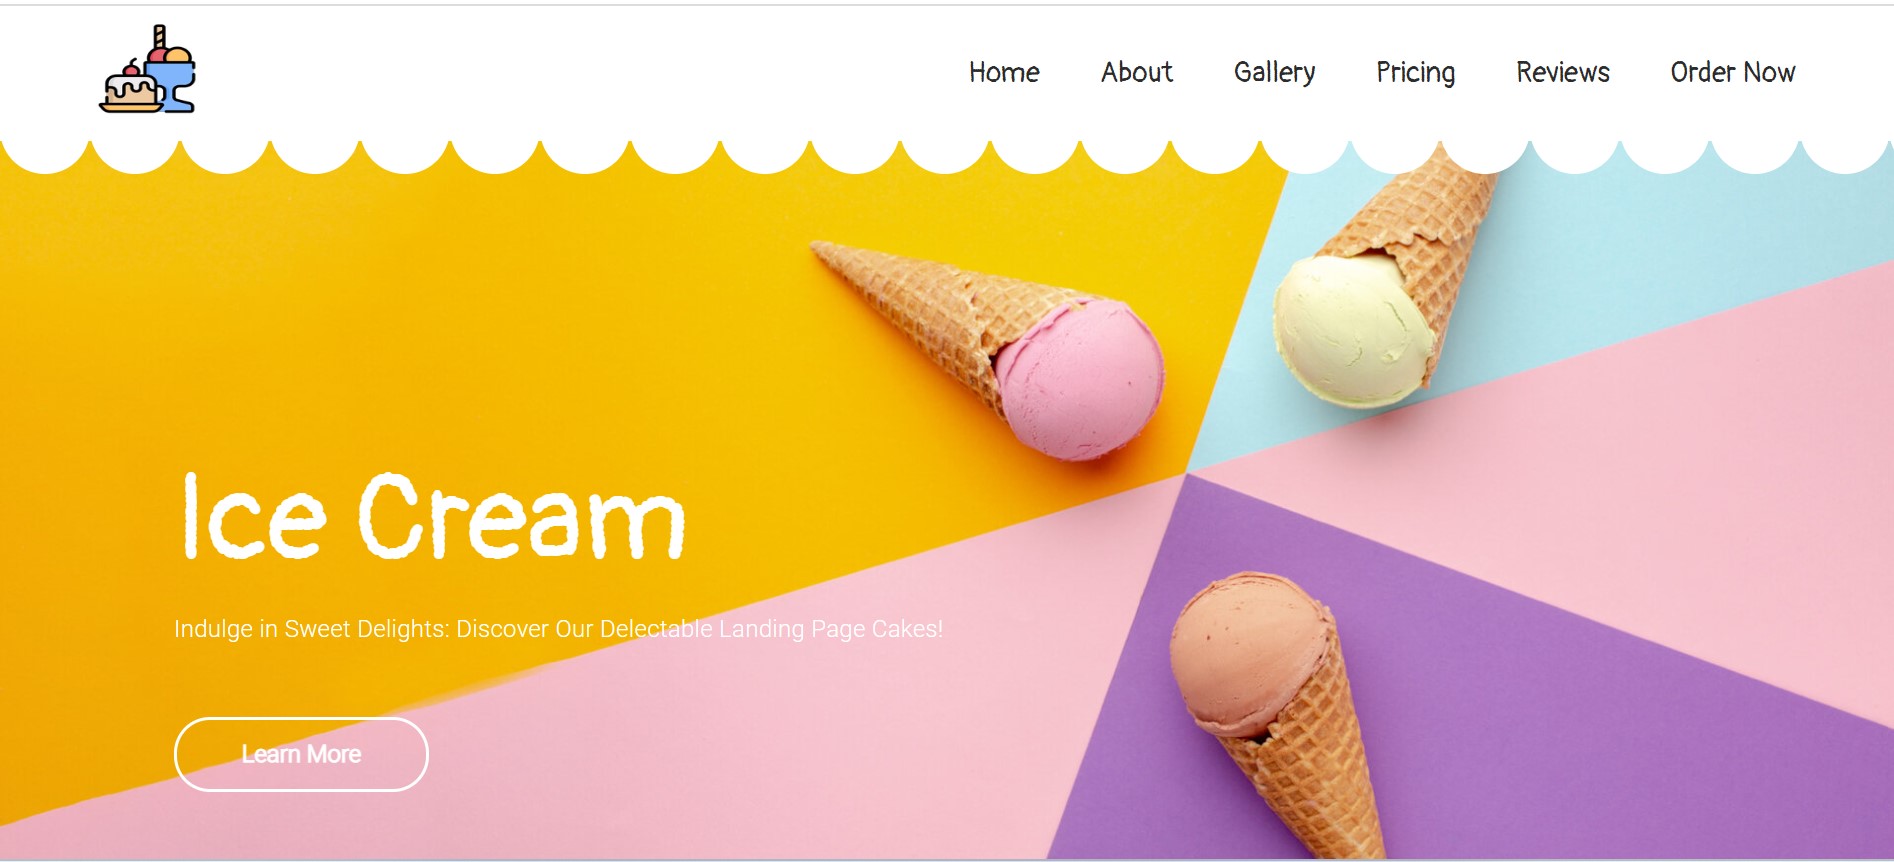 Home About Gallery Pricing Reviews Order Now
Ice Cream
Indulge in Sweet Delights: Discover Our Delectable Landing Page Cakes!
Learn More